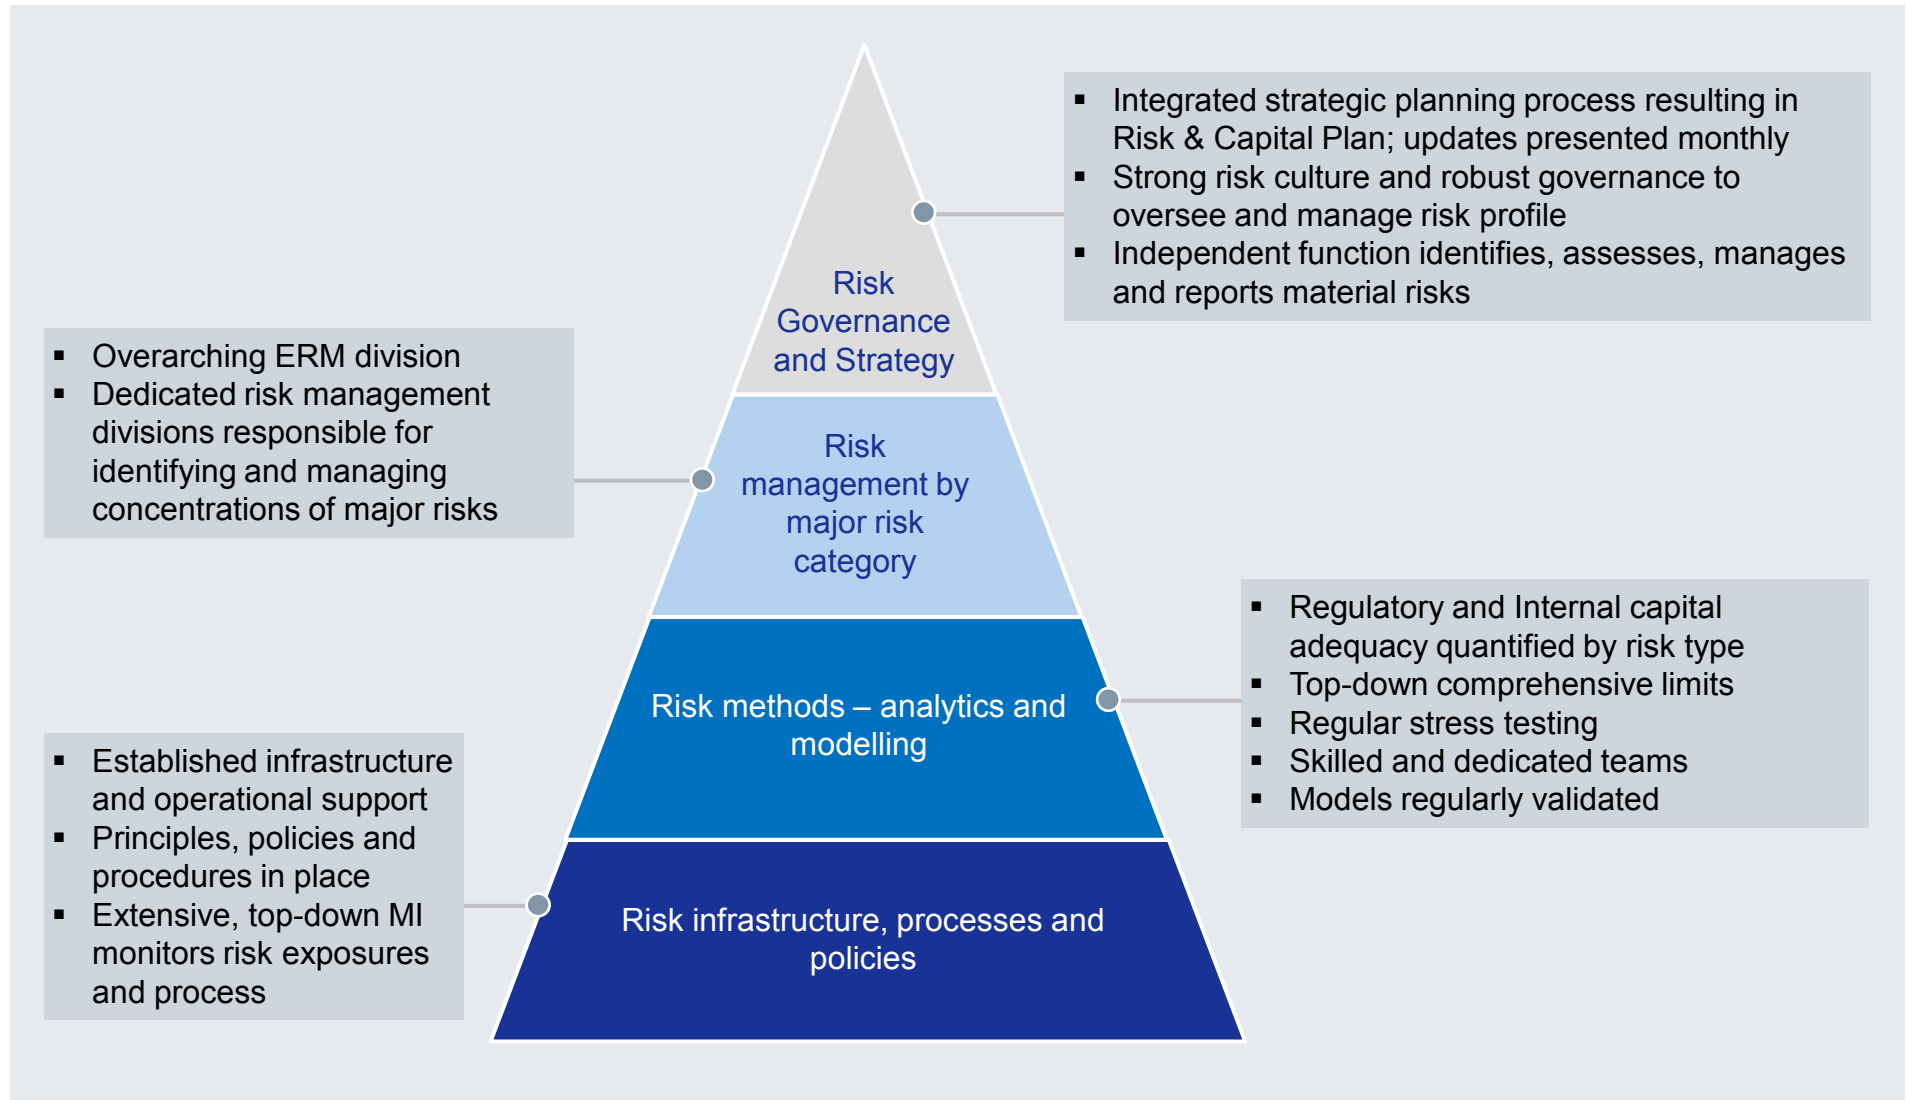 ▪ Integrated strategic planning process resulting in
Risk & Capital Plan; updates presented monthly
▪ Strong risk culture and robust governance to
oversee and manage risk profile
▪ Independent function identifies, assesses, manages
and reports material risks
Risk
Governance
and Strategy
▪ Overarching ERM division
▪ Dedicated risk management
divisions responsible for
identifying and managing
concentrations of major risks
Risk
management by
major risk
category
▪ Regulatory and Internal capital
adequacy quantified by risk type
▪ Top-down comprehensive limits
▪ Regular stress testing
▪ Skilled and dedicated teams
▪ Models regularly validated
Risk methods – analytics and
modelling
▪ Established infrastructure
and operational support
▪ Principles, policies and
procedures in place
▪ Extensive, top-down MI
monitors risk exposures
and process
Risk infrastructure, processes and
policies